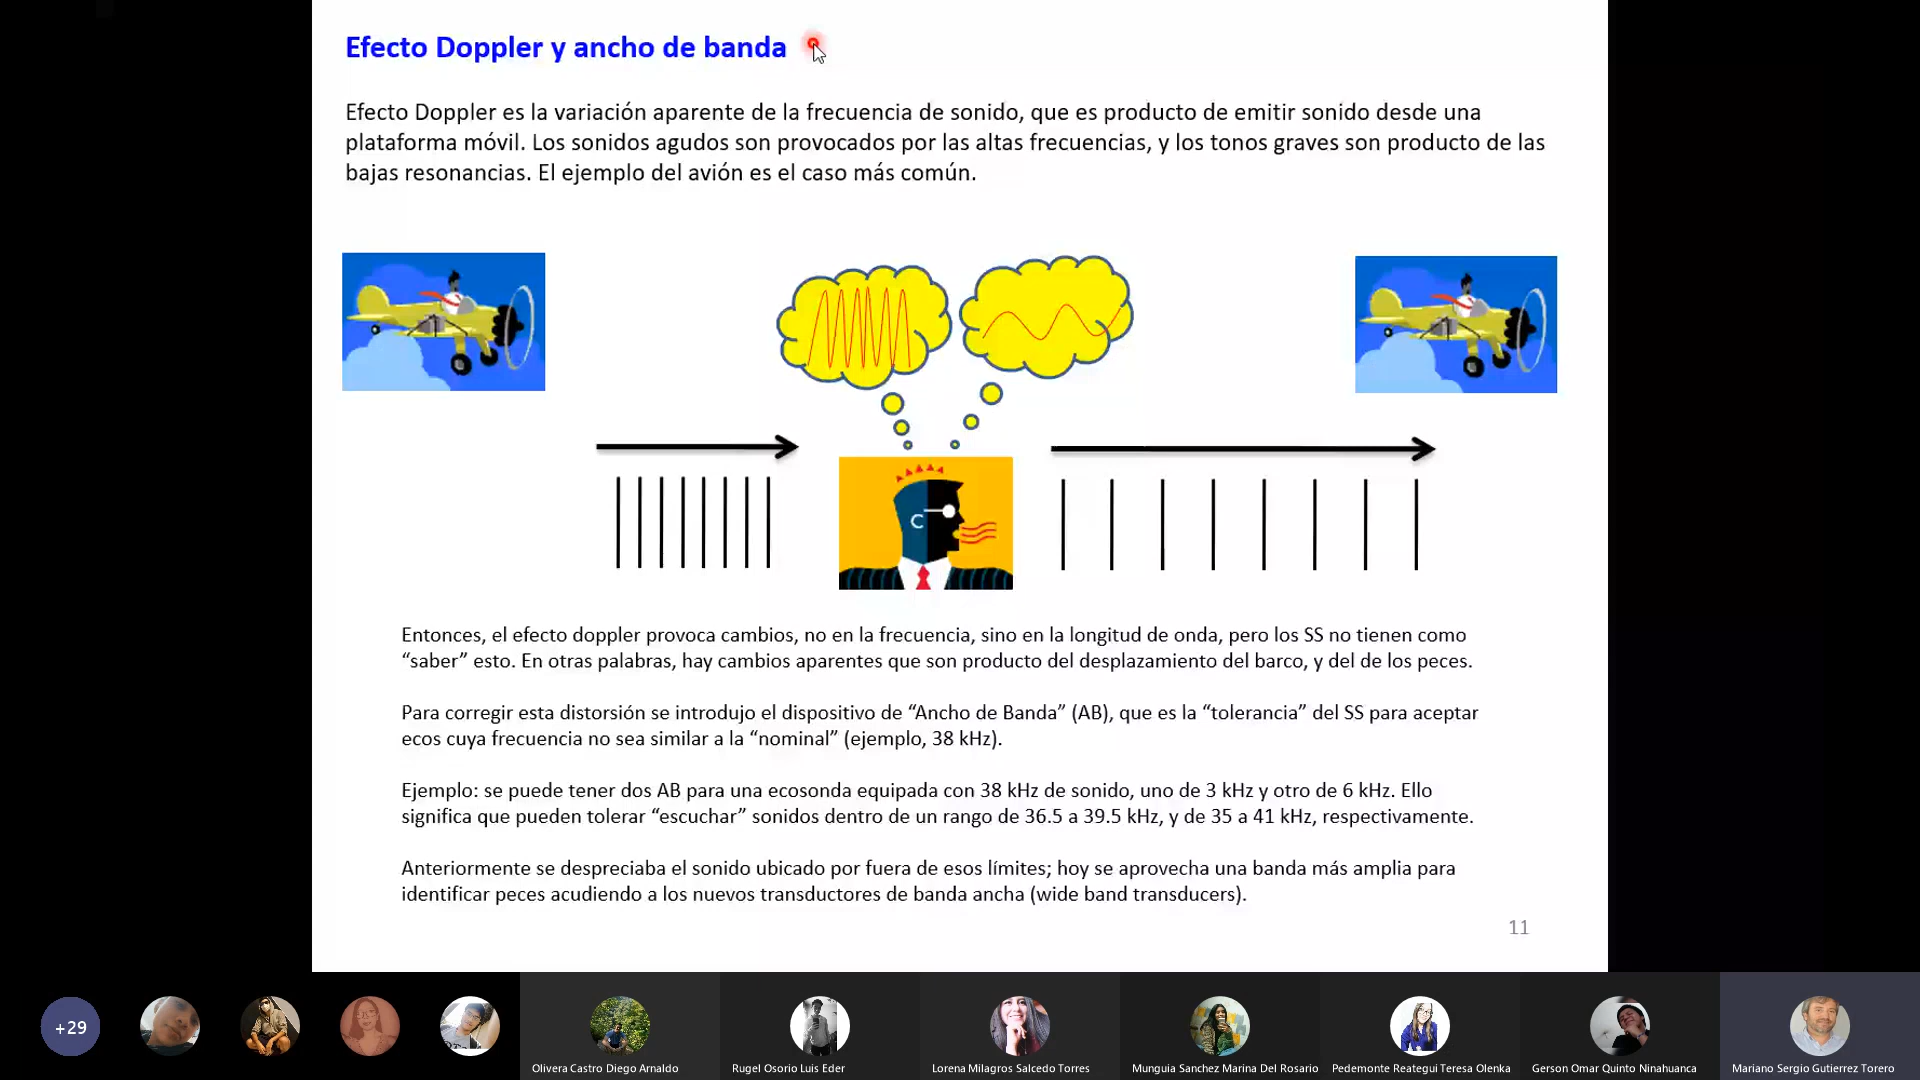 Efecto Doppler y ancho de banda
Efecto Doppler es la variación aparente de la frecuencia de sonido, que es producto de emitir sonido desde una
plataforma móvil. Los sonidos agudos son provocados por las altas frecuencias, y los tonos graves son producto de las
bajas resonancias. El ejemplo del avión es el caso más común.
Entonces, el efecto doppler provoca cambios, no en la frecuencia, sino en la longitud de onda, pero los SS no tienen como
“saber” esto. En otras palabras, hay cambios aparentes que son producto del desplazamiento del barco, y del de los peces.
Para corregir esta distorsión se introdujo el dispositivo de “Ancho de Banda” (AB), que es la “tolerancia” del SS para aceptar
ecos cuya frecuencia no sea similar a la “nominal” (ejemplo, 38 kHz).
Ejemplo: se puede tener dos AB para una ecosonda equipada con 38 kHz de sonido, uno de 3 kHz y otro de 6 kHz. Ello
significa que pueden tolerar “escuchar” sonidos dentro de un rango de 36.5 a 39.5 kHz, y de 35 a 41 kHz, respectivamente.
Anteriormente se despreciaba el sonido ubicado por fuera de esos límites; hoy se aprovecha una banda más amplia para
identificar peces acudiendo a los nuevos transductores de banda ancha (wide band transducers).
11
+29
Olivera Castro Diego Arnaldo
Rugel Osorio Luis Eder
Lorena Milagros Salcedo Torres
Munguia Sanchez Marina Del Rosario
Pedemonte Reategui Teresa Olenka
Gerson Omar Quinto Ninahuanca
Mariano Sergio Gutierrez Torero